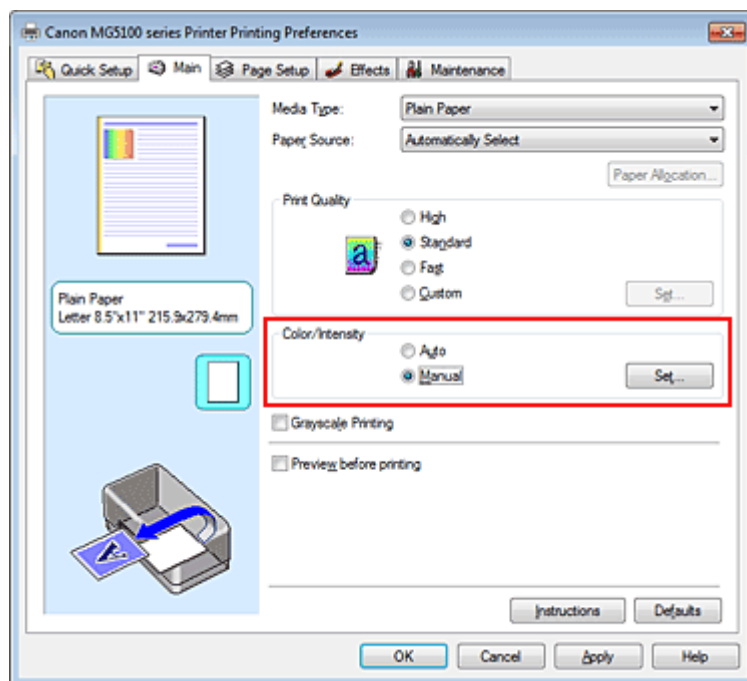 Canon MG5100 series Printer Printing Preferences
Quick Setup Main Page Setup Effects Maintenance
Media Type: Plain Paper
Paper Source: Automatically Select
Paper Allocation...
Print Quality
High
a Standard
Fast
Custom Set...
Plain Paper
Letter 8.5"x11" 215.9x279.4mm
Color/Intensity
Auto
Manual Set...
Grayscale Printing
Preview before printing
A
Instructions Defaults
OK Cancel Apply Help